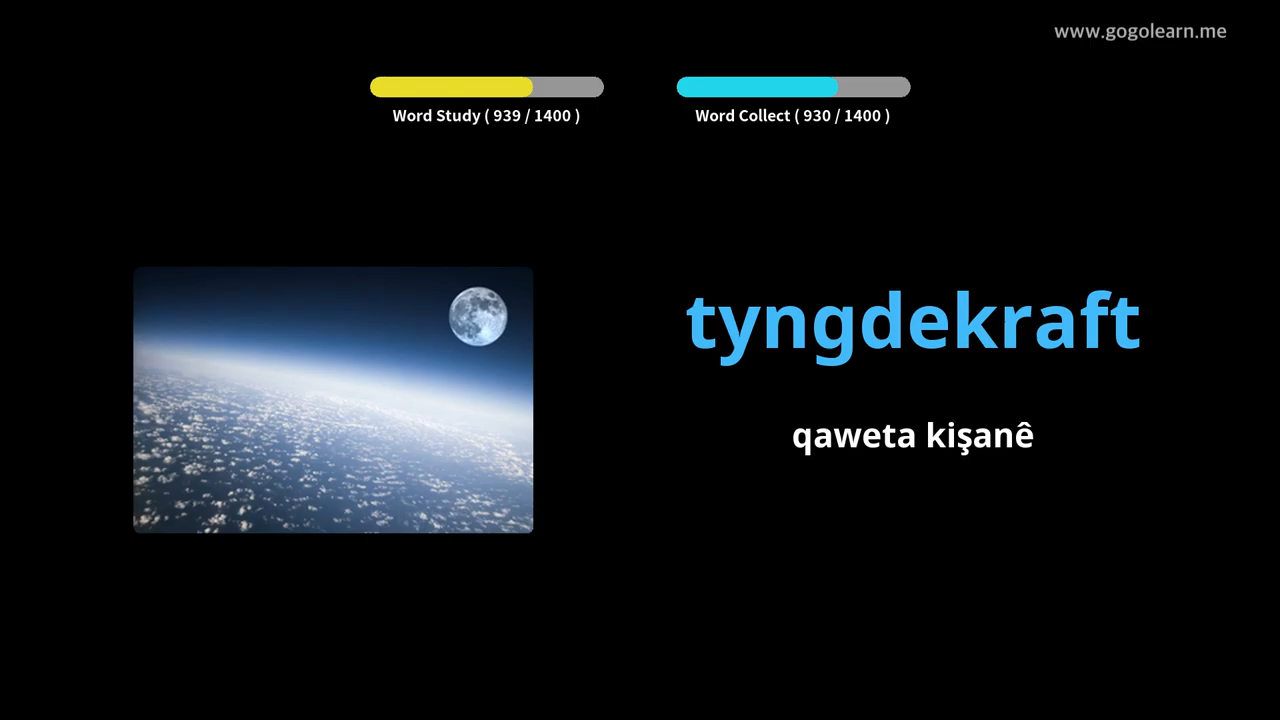 www.gogolearn.me
Word Study ( 939 / 1400 )
Word Collect ( 930 / 1400 )
tyngdekraft
qaweta kişanê